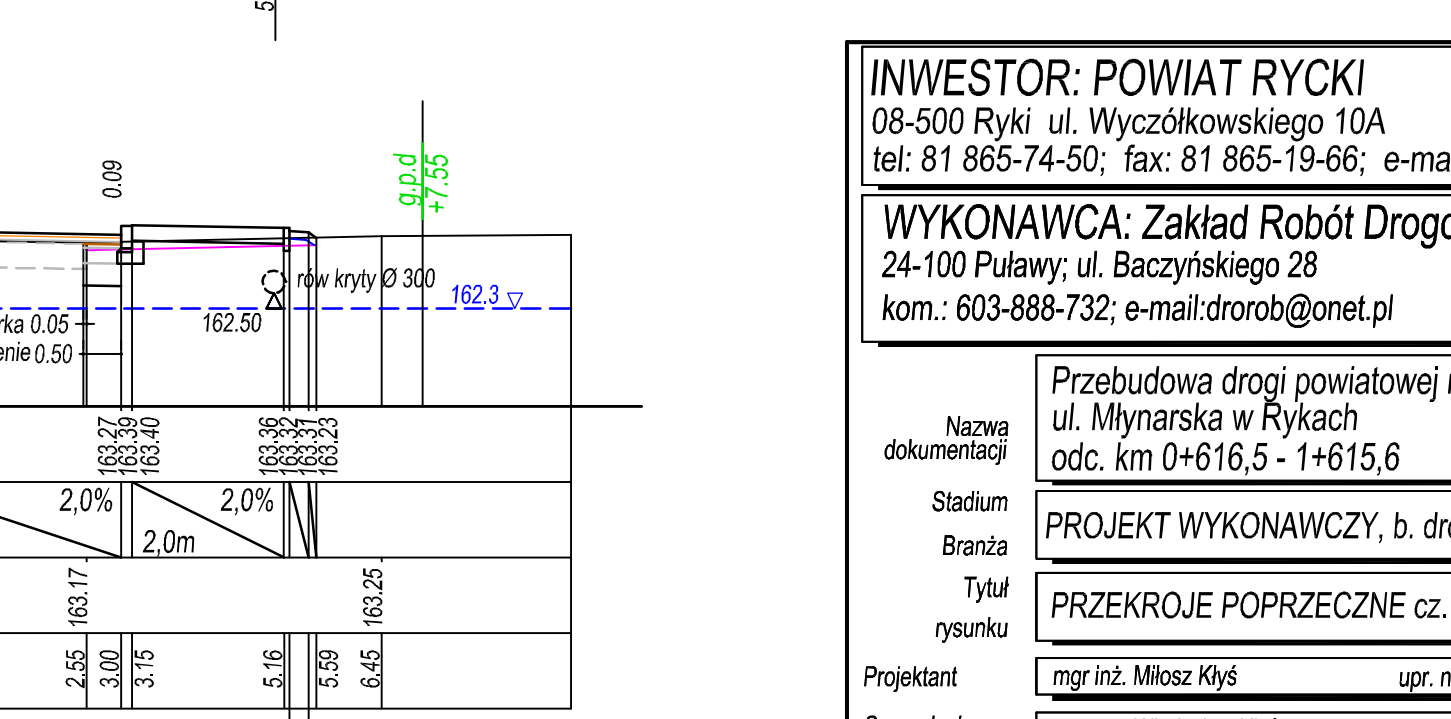 5
0.09
g.p.d
+7.55
rów kryty Ø 300
162.3
162.50
rka 0.05
enie 0.50
163.27
163.39
163.40
163.36
163.32
163.31
163.23
2,0%
2,0%
2,0m
163.17
163.25
2.55
3.00
3.15
5.16
5.59
6.45
INWESTOR: POWIAT RYCKI
08-500 Ryki ul. Wyczółkowskiego 10A
tel: 81 865-74-50; fax: 81 865-19-66; e-ma
WYKONAWCA: Zakład Robót Drogo
24-100 Puławy; ul. Baczyńskiego 28
kom.: 603-888-732; e-mail:drorob@onet.pl
Nazwa
dokumentacji
Przebudowa drogi powiatowej
ul. Młynarska w Rykach
odc. km 0+616,5 - 1+615,6
Stadium
Branża
PROJEKT WYKONAWCZY, b. dro
Tytuł
rysunku
PRZEKROJE POPRZECZNE cz.
Projektant
mgr inż. Miłosz Kłyś upr. n